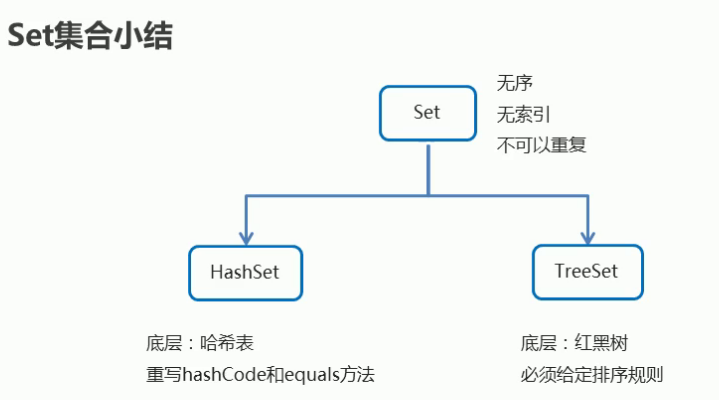 Set集合小结
Set
无序
无索引
不可以重复
HashSet
TreeSet
底层：哈希表
重写hashCode和equals方法
底层：红黑树
必须给定排序规则